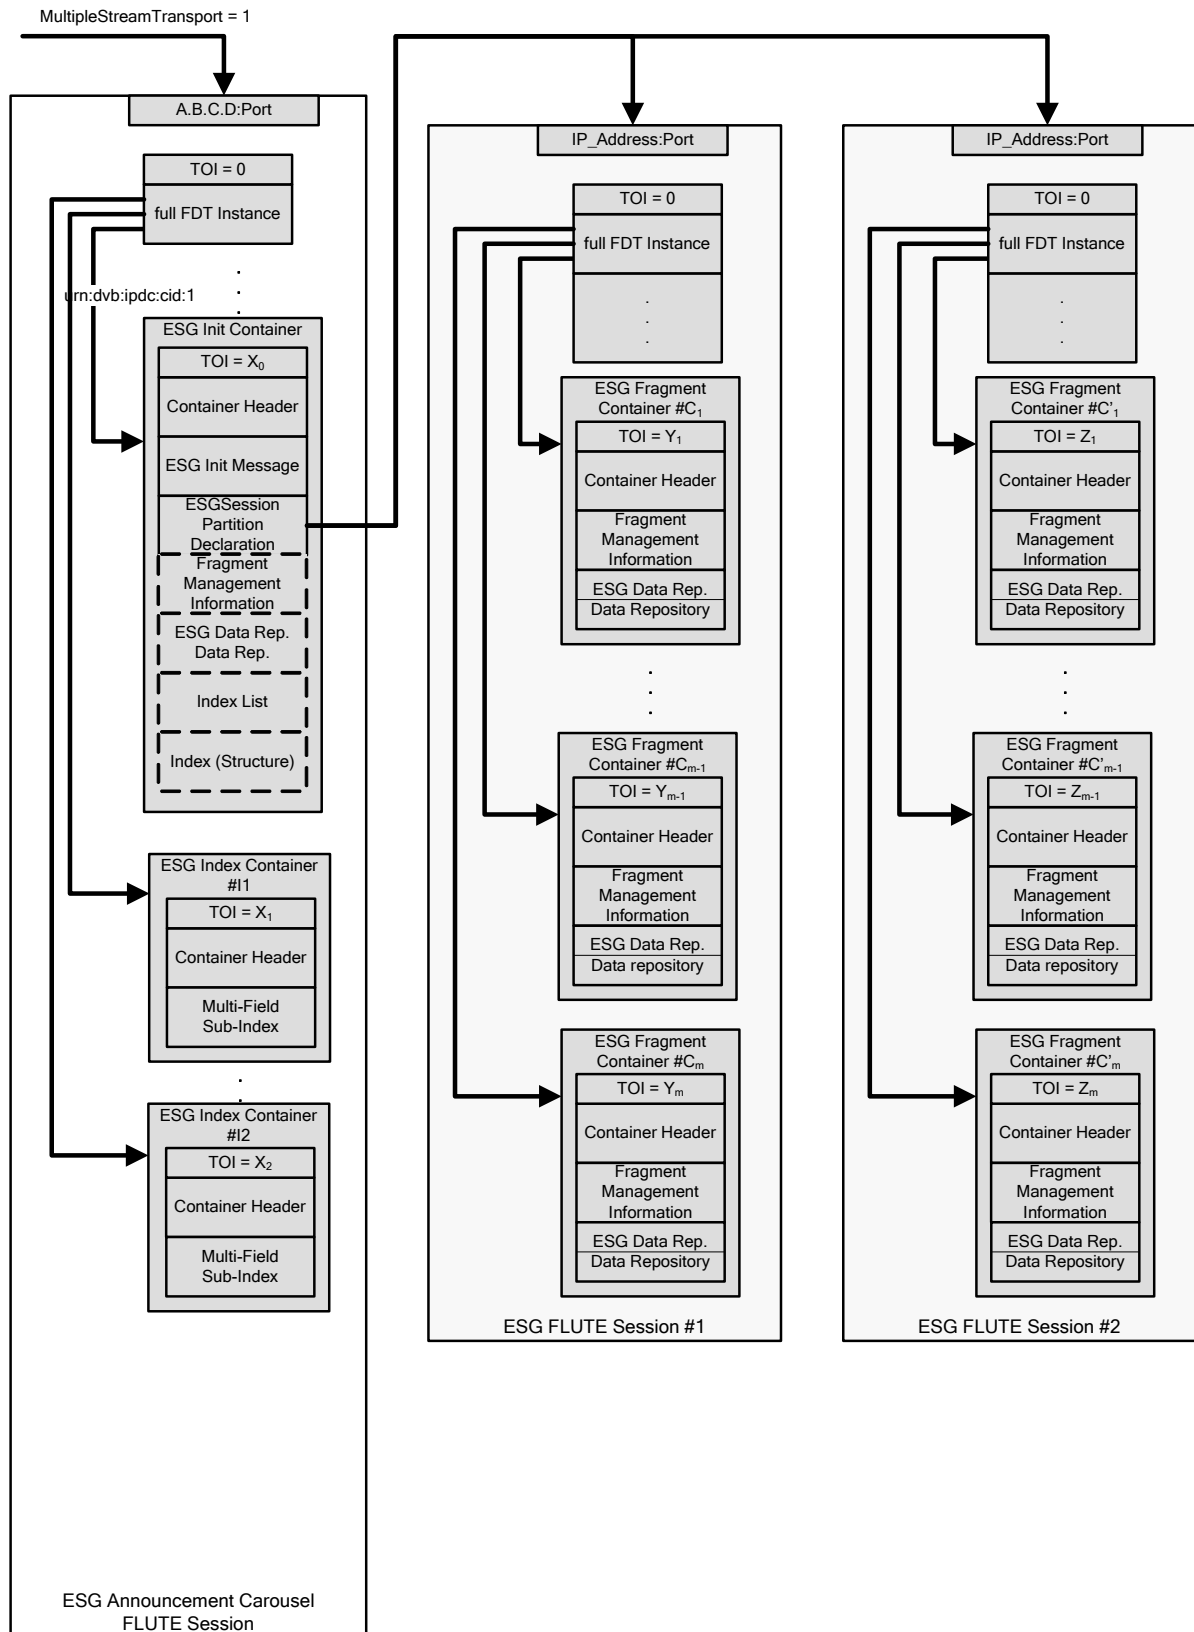 MultipleStreamTransport = 1
A.B.C.D:Port
TOI = 0
full FDT Instance
.
.
.
urn:dvb:ipdc:cid:1
ESG Init Container
TOI = X0
Container Header
ESG Init Message
ESGSession
Partition
Declaration
Fragment
Management
Information
ESG Data Rep.
Data Rep.
Index List
Index (Structure)
ESG Index Container
#I1
TOI = X1
Container Header
Multi-Field
Sub-Index
.
.
ESG Index Container
#I2
TOI = X2
Container Header
Multi-Field
Sub-Index
ESG Announcement Carousel
FLUTE Session
IP_Address:Port
TOI = 0
full FDT Instance
.
.
.
ESG Fragment
Container #C1
TOI = Y1
Container Header
Fragment
Management
Information
ESG Data Rep.
Data Repository
.
.
.
ESG Fragment
Container #Cm-1
TOI = Ym-1
Container Header
Fragment
Management
Information
ESG Data Rep.
Data repository
ESG Fragment
Container #Cm
TOI = Ym
Container Header
Fragment
Management
Information
ESG Data Rep.
Data Repository
ESG FLUTE Session #1
IP_Address:Port
TOI = 0
full FDT Instance
.
.
.
ESG Fragment
Container #C'1
TOI = Z1
Container Header
Fragment
Management
Information
ESG Data Rep.
Data Repository
.
.
.
ESG Fragment
Container #C'm-1
TOI = Zm-1
Container Header
Fragment
Management
Information
ESG Data Rep.
Data repository
ESG Fragment
Container #C'm
TOI = Zm
Container Header
Fragment
Management
Information
ESG Data Rep.
Data Repository
ESG FLUTE Session #2